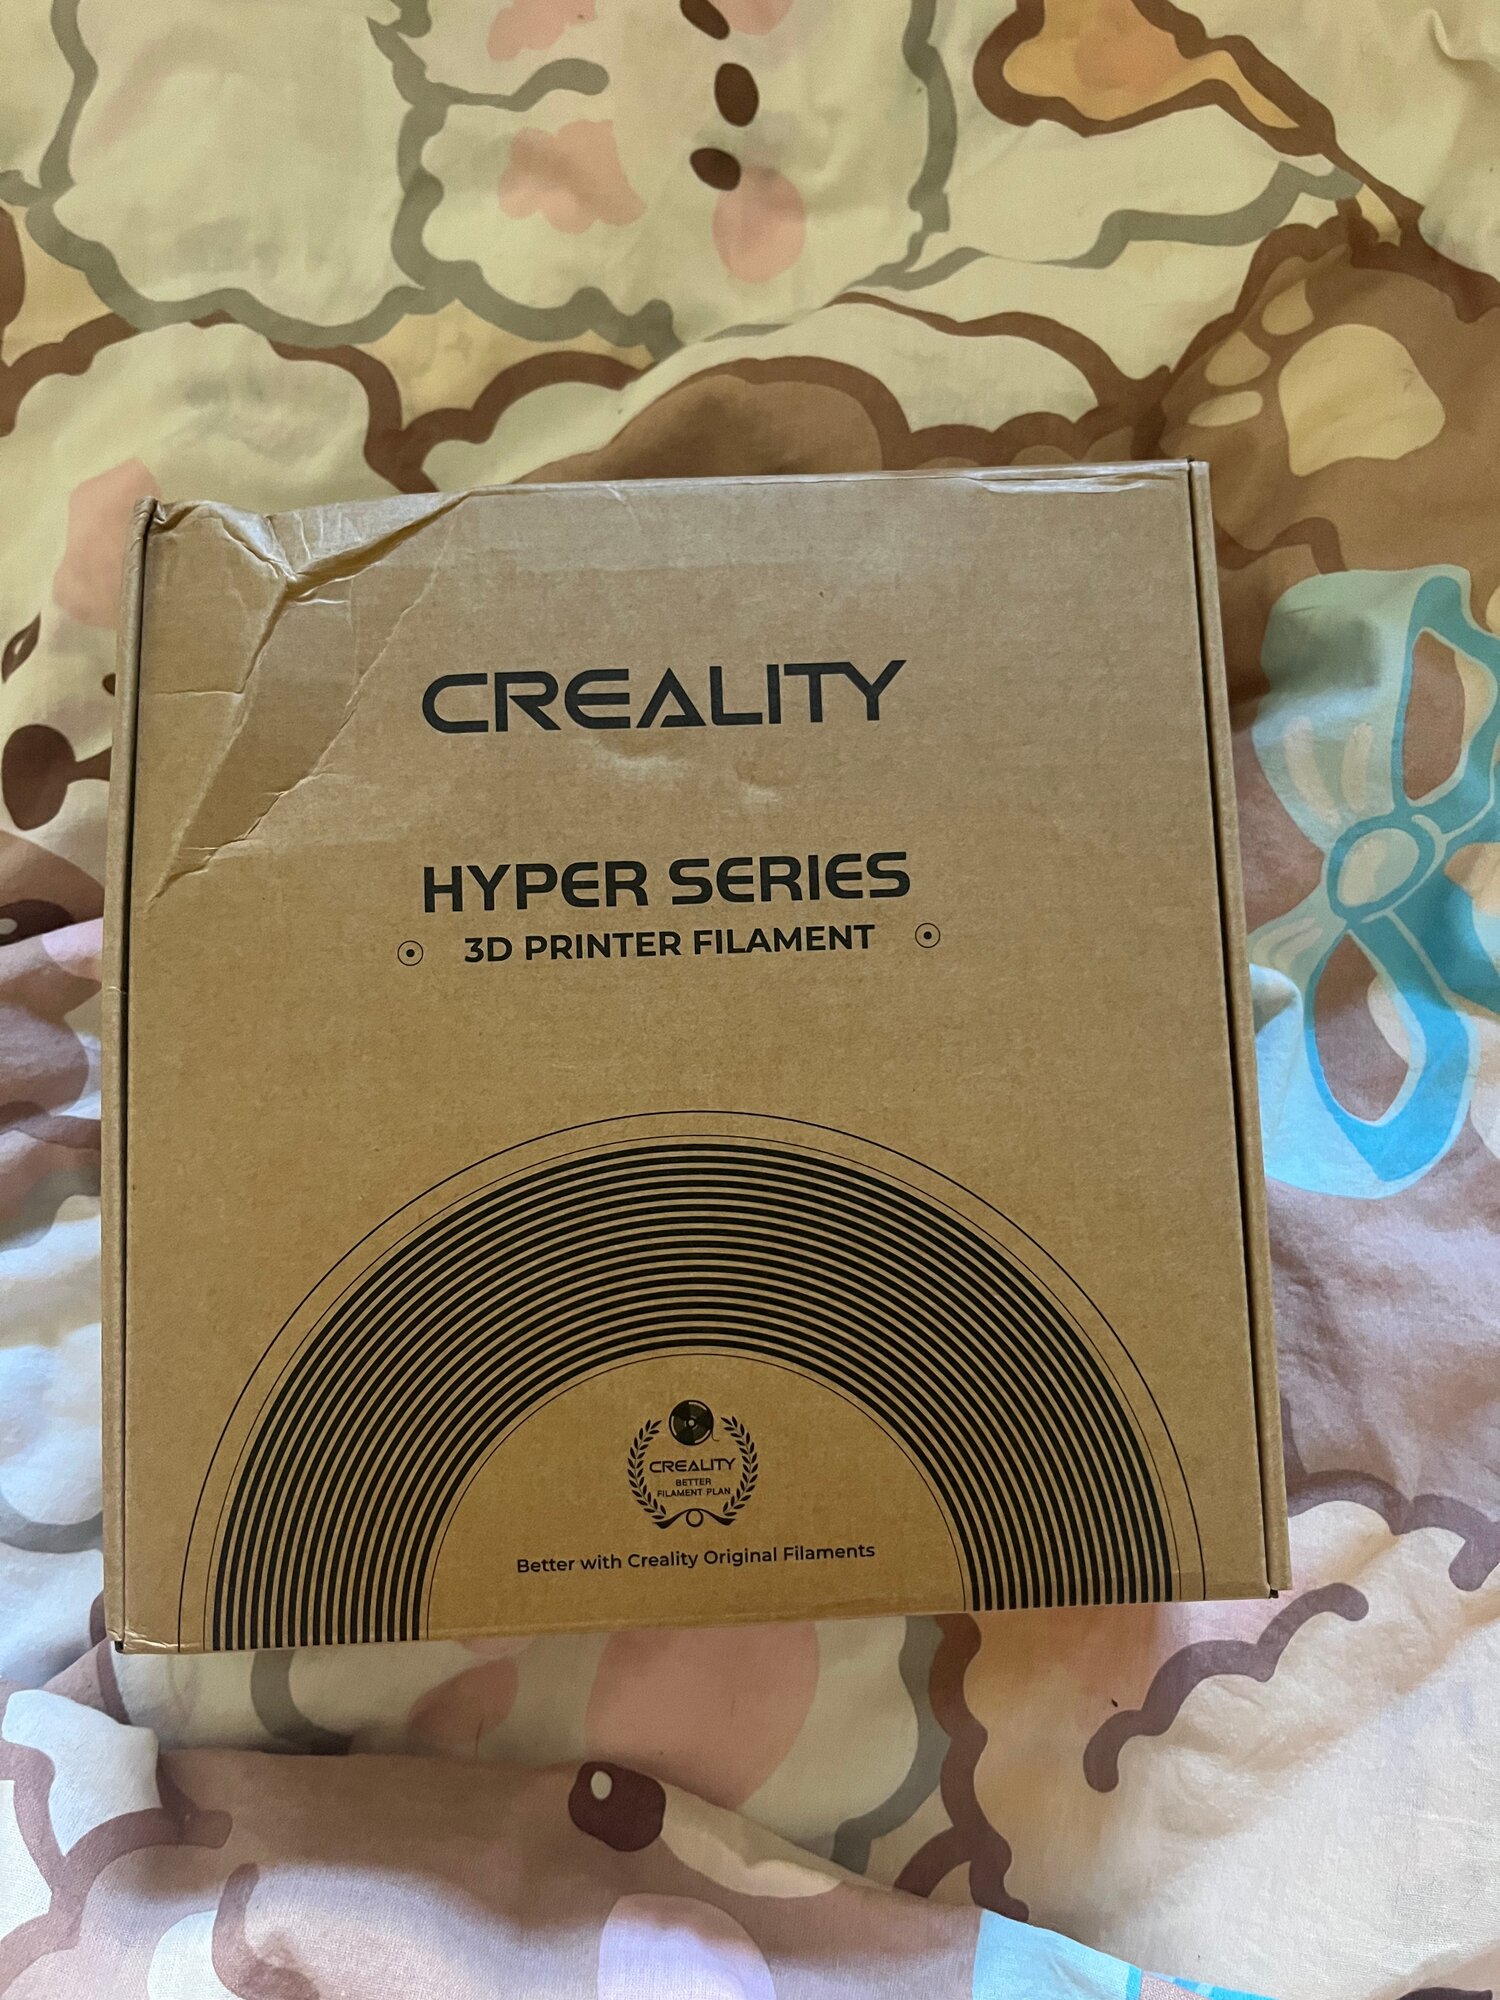 CREALITY
HYPER SERIES
3D PRINTER FILAMENT
CREALITY
BETTER
FILAMENT PLAN
Better with Creality Original Filaments